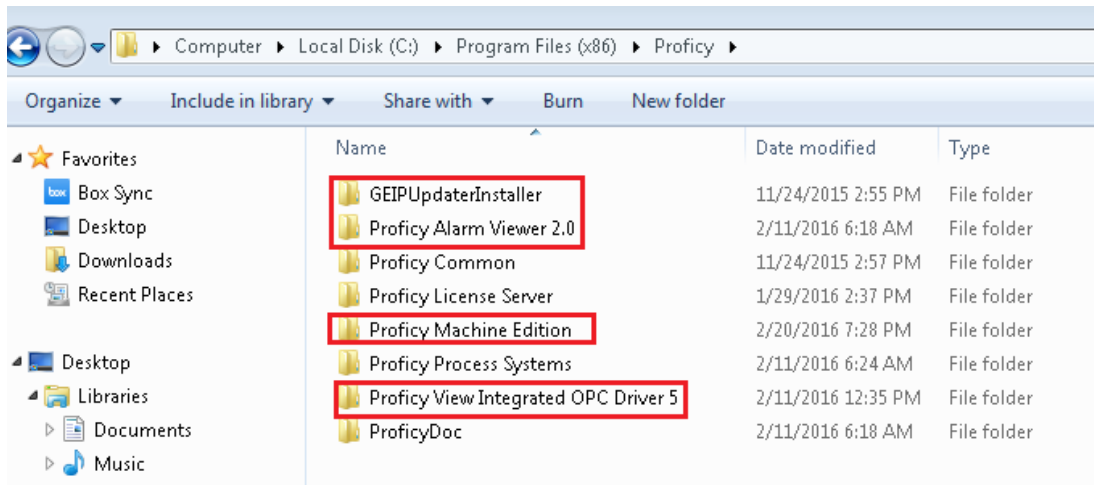 Computer Local Disk (C:) Program Files (x86) Proficy
Organize Include in library Share with Burn New folder
Favorites
box Box Sync
Desktop
Downloads
Recent Places
Desktop
Libraries
Documents
Music
Name Date modified Type
GEIPUpdaterInstaller 11/24/2015 2:55 PM File folder
Proficy Alarm Viewer 2.0 2/11/2016 6:18 AM File folder
Proficy Common 11/24/2015 2:57 PM File folder
Proficy License Server 1/29/2016 2:37 PM File folder
Proficy Machine Edition 2/20/2016 7:28 PM File folder
Proficy Process Systems 2/11/2016 6:24 AM File folder
Proficy View Integrated OPC Driver 5 2/11/2016 12:35 PM File folder
ProficyDoc 2/11/2016 6:18 AM File folder